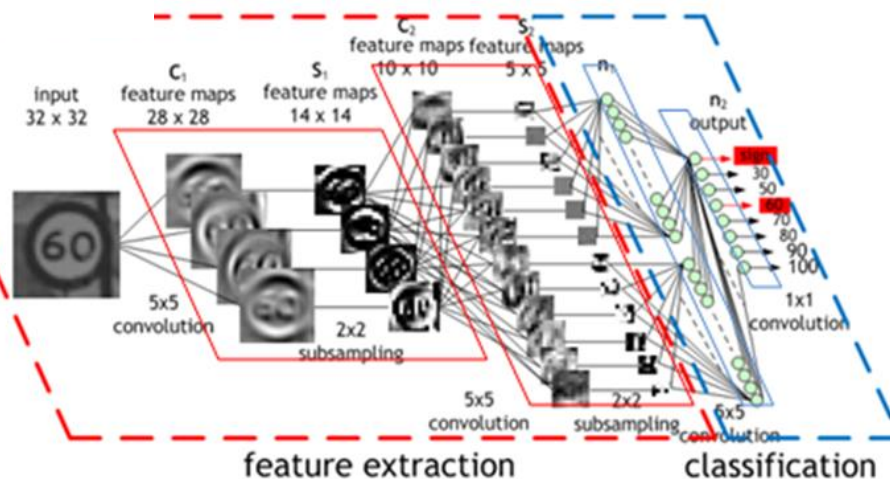 input
32 x 32
C1
feature maps
28 x 28
S1
feature maps
14 x 14
C2
feature maps
10 x 10
S2
feature maps
5 x 5
n1
n2
output
sign
30
50
60
70
80
90
100
60
5x5
convolution
2x2
subsampling
5x5
convolution
2x2
subsampling
convolution
1x1
convolution
feature extraction
classification